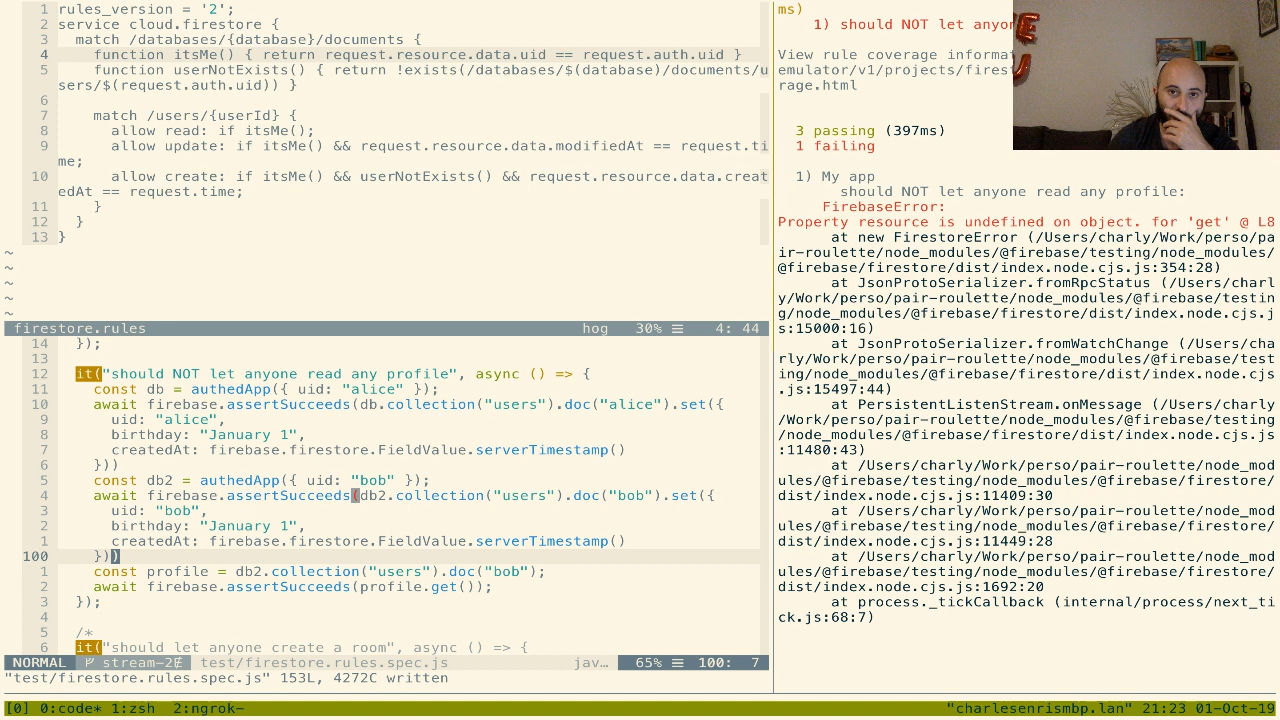 1 rules_version = '2';
2 service cloud.firestore {
3   match /databases/{database}/documents {
4     function itsMe() { return request.resource.data.uid == request.auth.uid }
5     function userNotExists() { return !exists(/databases/$(database)/documents/u
sers/$(request.auth.uid)) }
6
7     match /users/{userId} {
8       allow read: if itsMe();
9       allow update: if itsMe() && request.resource.data.modifiedAt == request.ti
me;
10       allow create: if itsMe() && userNotExists() && request.resource.data.creat
edAt == request.time;
11     }
12   }
13 }
~
~
~
~
~
firestore.rules hog 30% ☰ 4: 44
14   });
13
12   it("should NOT let anyone read any profile", async () => {
11     const db = authedApp({ uid: "alice" });
10     await firebase.assertSucceeds(db.collection("users").doc("alice").set({
9       uid: "alice",
8       birthday: "January 1",
7       createdAt: firebase.firestore.FieldValue.serverTimestamp()
6     }))
5     const db2 = authedApp({ uid: "bob" });
4     await firebase.assertSucceeds(db2.collection("users").doc("bob").set({
3       uid: "bob",
2       birthday: "January 1",
1       createdAt: firebase.firestore.FieldValue.serverTimestamp()
100     }))
1     const profile = db2.collection("users").doc("bob");
2     await firebase.assertSucceeds(profile.get());
3   });
4
5   /*
6   it("should let anyone create a room", async () => {
NORMAL stream-2 test/firestore.rules.spec.js jav… 65% ☰ 100: 7
"test/firestore.rules.spec.js" 153L, 4272C written
ms)
1) should NOT let anyon
View rule coverage informat
emulator/v1/projects/firest
rage.html
3 passing (397ms)
1 failing
1) My app
should NOT let anyone read any profile:
FirebaseError:
Property resource is undefined on object. for 'get' @ L8
at new FirestoreError (/Users/charly/Work/perso/pa
ir-roulette/node_modules/@firebase/testing/node_modules/
@firebase/firestore/dist/index.node.cjs.js:354:28)
at JsonProtoSerializer.fromRpcStatus (/Users/charl
y/Work/perso/pair-roulette/node_modules/@firebase/testin
g/node_modules/@firebase/firestore/dist/index.node.cjs.j
s:15000:16)
at JsonProtoSerializer.fromWatchChange (/Users/cha
rly/Work/perso/pair-roulette/node_modules/@firebase/test
ing/node_modules/@firebase/firestore/dist/index.node.cjs
.js:15497:44)
at PersistentListenStream.onMessage (/Users/charly
/Work/perso/pair-roulette/node_modules/@firebase/testing
/node_modules/@firebase/firestore/dist/index.node.cjs.js
:11480:43)
at /Users/charly/Work/perso/pair-roulette/node_mod
ules/@firebase/testing/node_modules/@firebase/firestore/
dist/index.node.cjs.js:11409:30
at /Users/charly/Work/perso/pair-roulette/node_mod
ules/@firebase/testing/node_modules/@firebase/firestore/
dist/index.node.cjs.js:11449:28
at /Users/charly/Work/perso/pair-roulette/node_mod
ules/@firebase/testing/node_modules/@firebase/firestore/
dist/index.node.cjs.js:1692:20
at process._tickCallback (internal/process/next_ti
ck.js:68:7)
[0] 0:code* 1:zsh  2:ngrok- "charlesenrismbp.lan" 21:23 01-Oct-19